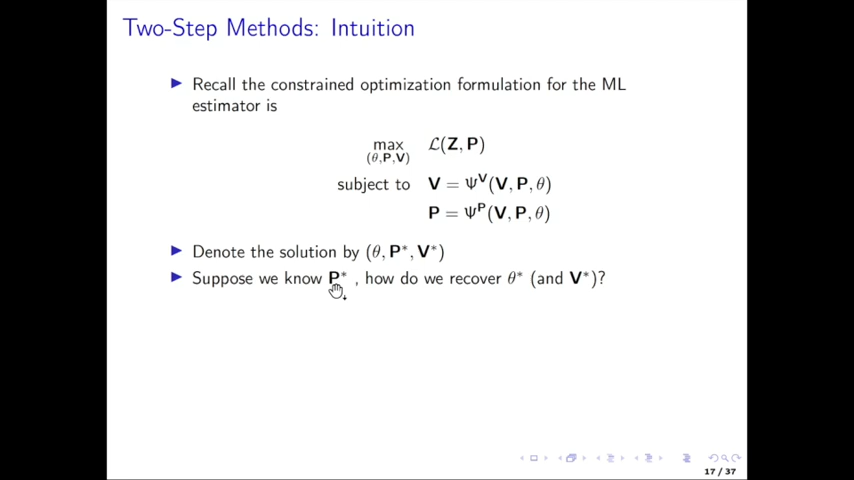 Two-Step Methods: Intuition
▶ Recall the constrained optimization formulation for the ML
estimator is
max ℒ(Z, P)
(θ,P,V)
subject to V = Ψ^V(V, P, θ)
P = Ψ^P(V, P, θ)
▶ Denote the solution by (θ, P*, V*)
▶ Suppose we know P* , how do we recover θ* (and V*)?
17 / 37